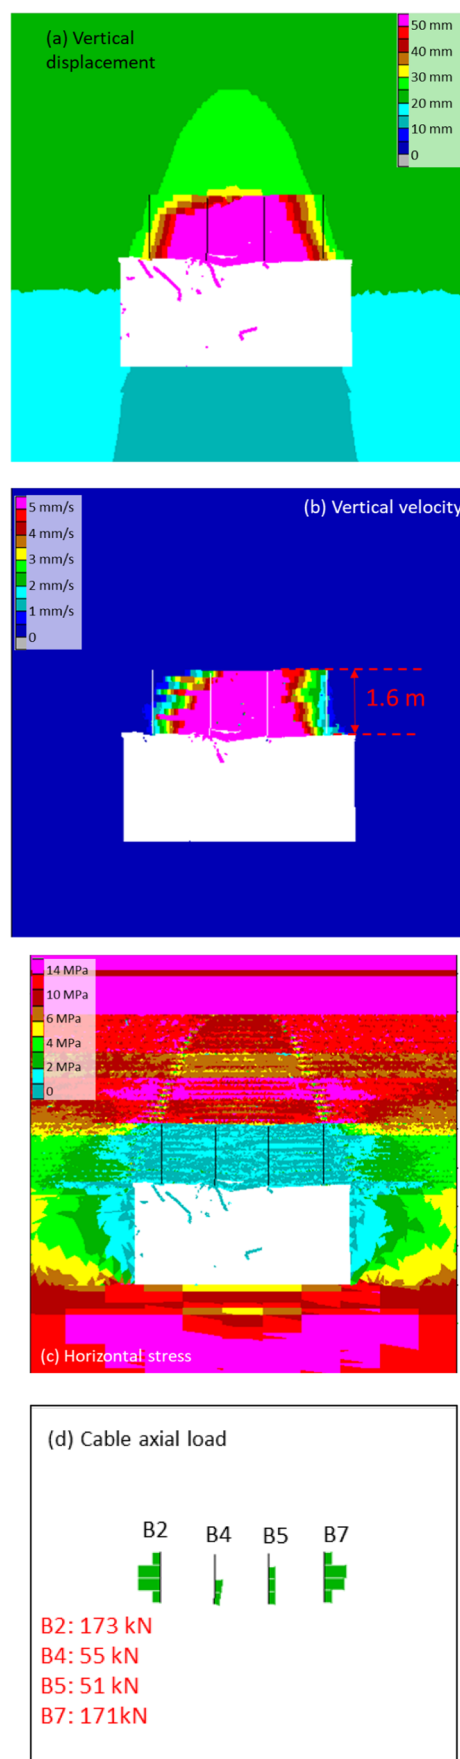 (a) Vertical
displacement
50 mm
40 mm
30 mm
20 mm
10 mm
0
(b) Vertical velocity
5 mm/s
4 mm/s
3 mm/s
2 mm/s
1 mm/s
0
1.6 m
14 MPa
10 MPa
6 MPa
4 MPa
2 MPa
0
(c) Horizontal stress
(d) Cable axial load
B2 B4 B5 B7
B2: 173 kN
B4: 55 kN
B5: 51 kN
B7: 171kN